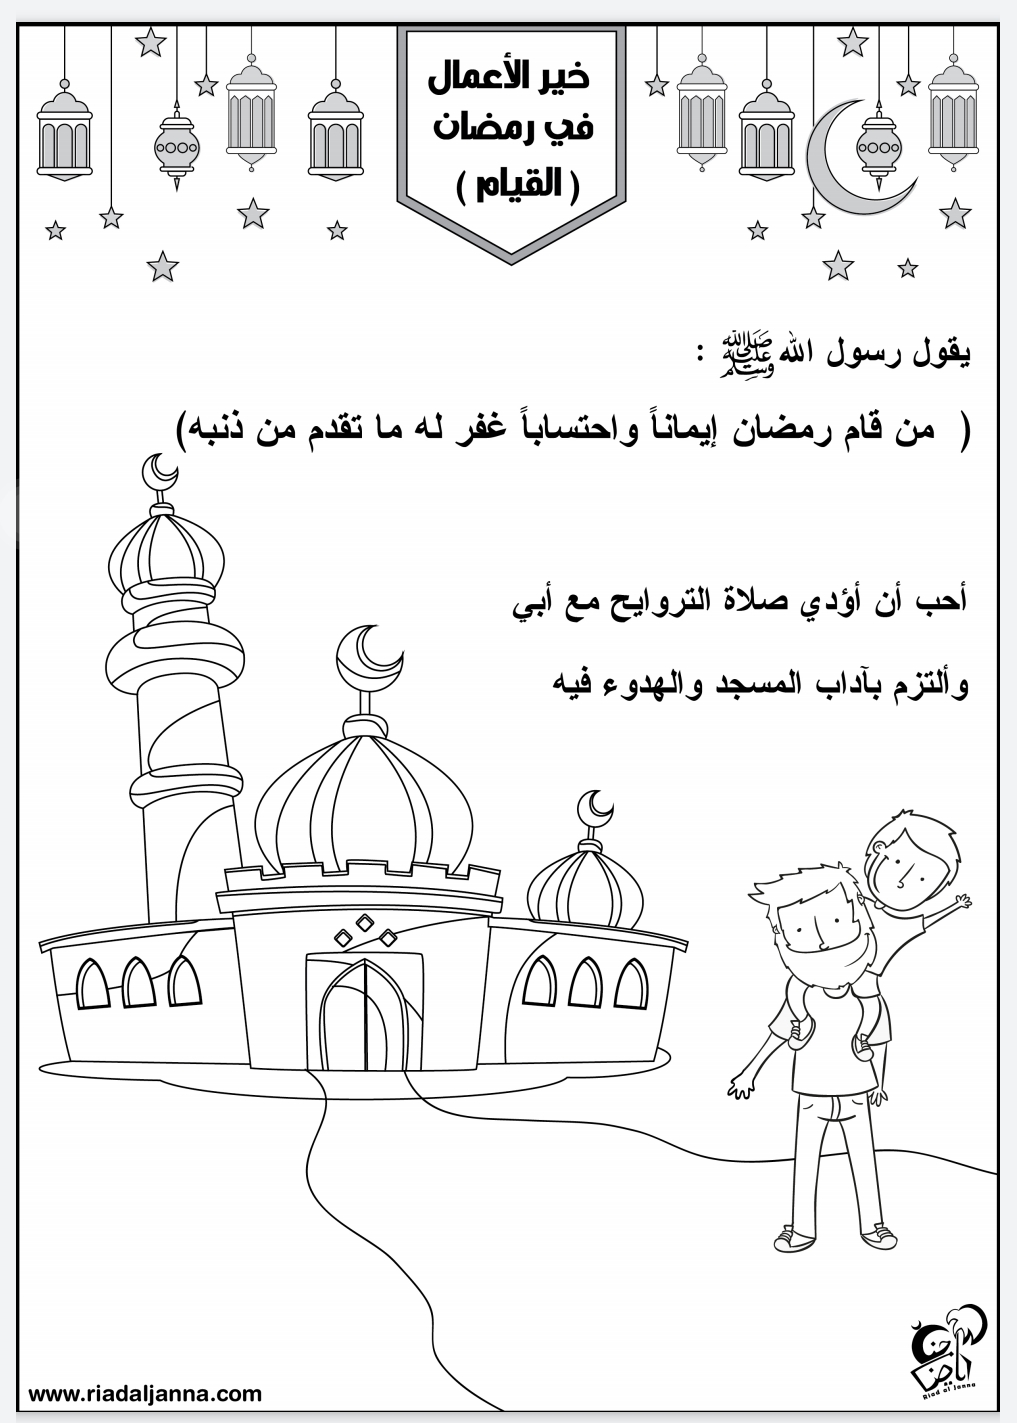 خير الأعمال
في رمضان
( القيام )
يقول رسول الله ﷺ :
( من قام رمضان إيماناً واحتساباً غفر له ما تقدم من ذنبه)
أحب أن أؤدي صلاة التروايح مع أبي
وألتزم بآداب المسجد والهدوء فيه
رياض الجنة
Riad al Janna
www.riadaljanna.com